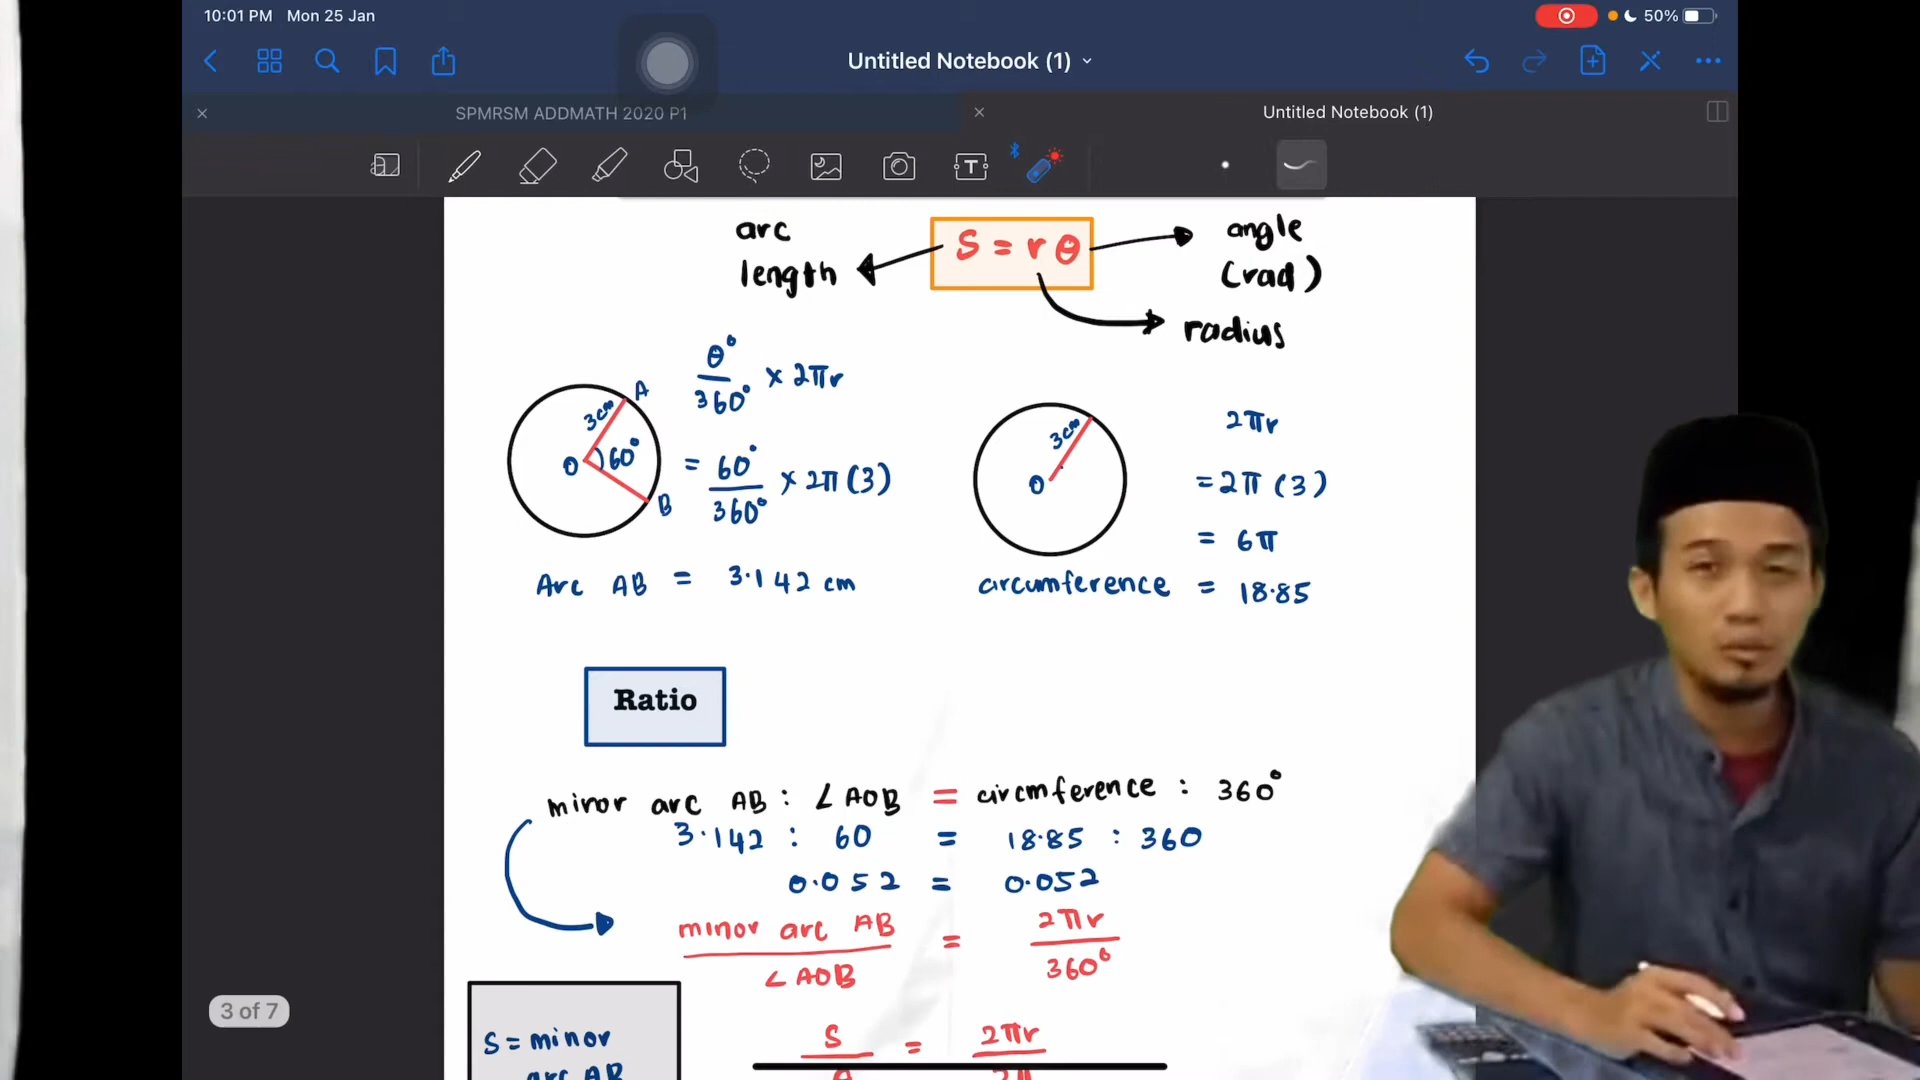 10:01 PM Mon 25 Jan
50%
Untitled Notebook (1)
SPMRSM ADDMATH 2020 P1
Untitled Notebook (1)
T
arc
length
S = r θ
angle
(rad)
radius
θ°/360° × 2πr
A
3cm
O
60°
B
= 60°/360° × 2π (3)
Arc AB = 3.142 cm
3cm
O
2πr
= 2π (3)
= 6π
circumference = 18.85
Ratio
minor arc AB : ∠AOB = circmference : 360°
3.142 : 60 = 18.85 : 360
0.052 = 0.052
minor arc AB/∠AOB = 2πr/360°
3 of 7
S = minor
arc AB
S = 2πr